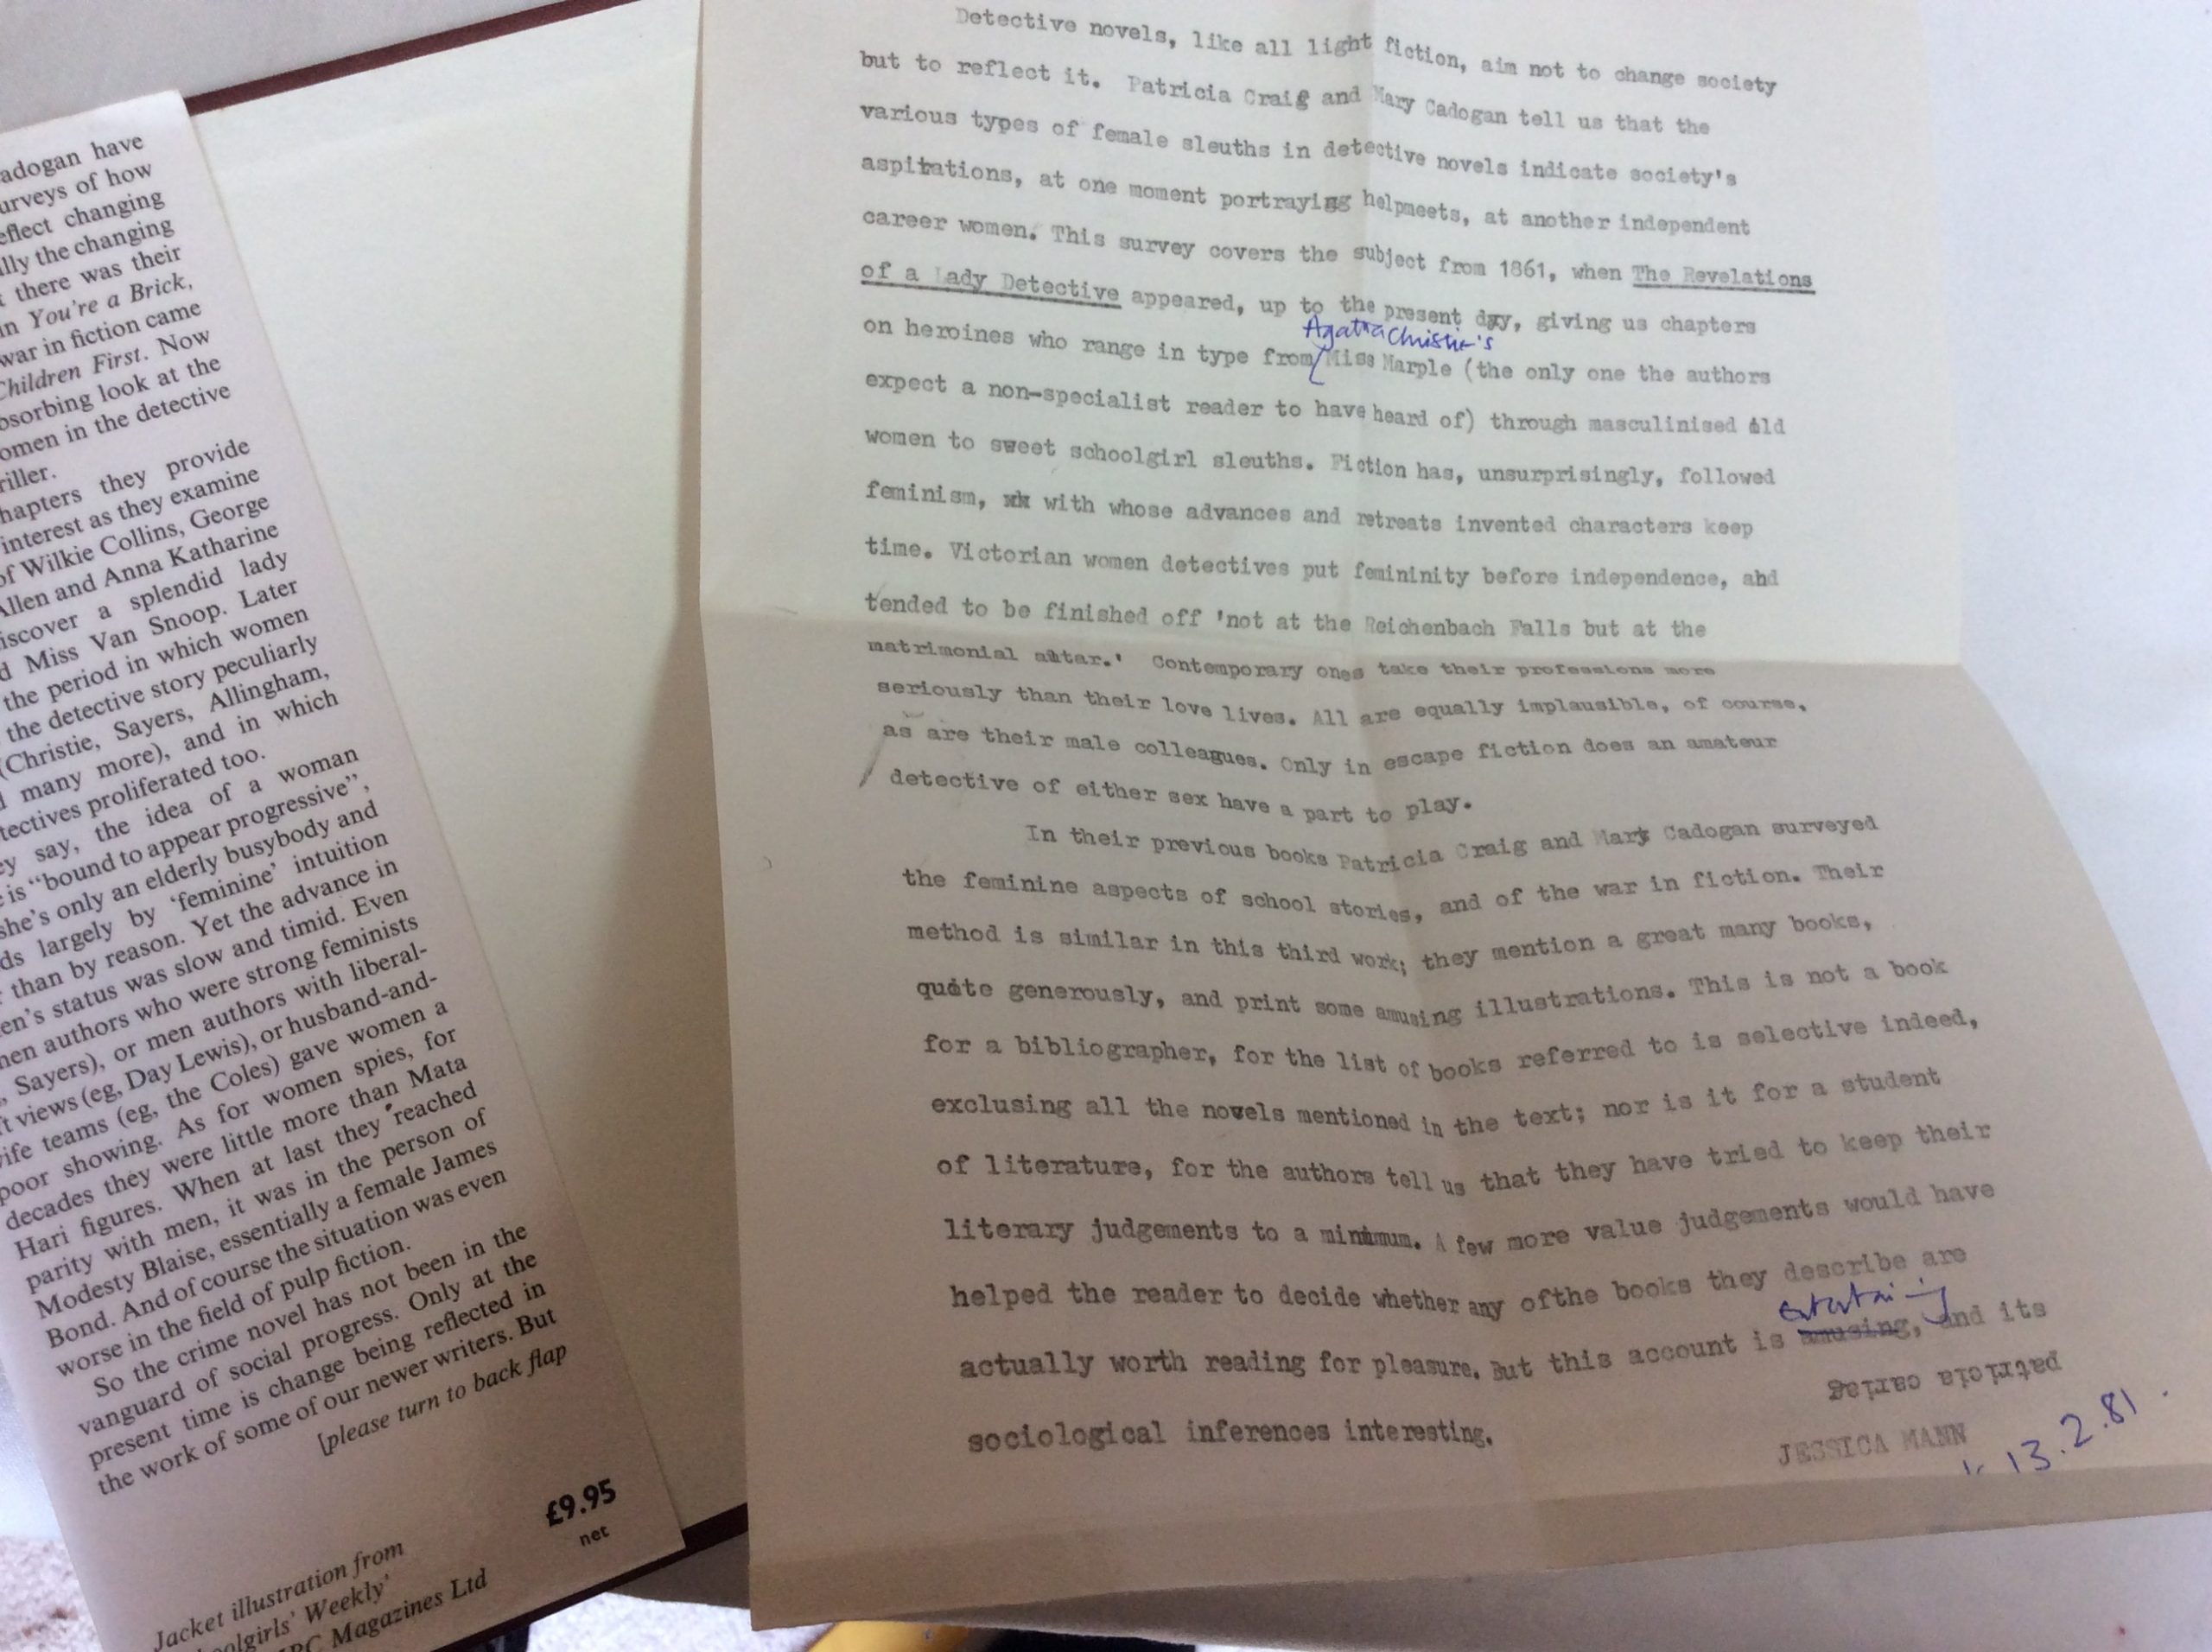 adogan have
urveys of how
eflect changing
lly the changing
there was their
in You're a Brick,
war in fiction came
Children First. Now
bsorbing look at the
omen in the detective
riller.
hapters they provide
interest as they examine
of Wilkie Collins, George
Allen and Anna Katharine
iscover a splendid lady
d Miss Van Snoop. Later
the period in which women
the detective story peculiarly
(Christie, Sayers, Allingham,
d many more), and in which
tectives proliferated too.
ey say, the idea of a woman
e is "bound to appear progressive",
she's only an elderly busybody and
ds largely by 'feminine' intuition
r than by reason. Yet the advance in
en's status was slow and timid. Even
men authors who were strong feminists
, Sayers), or men authors with liberal-
ft views (eg, Day Lewis), or husband-and-
ife teams (eg, the Coles) gave women a
poor showing. As for women spies, for
decades they were little more than Mata
Hari figures. When at last they reached
parity with men, it was in the person of
Modesty Blaise, essentially a female James
Bond. And of course the situation was even
worse in the field of pulp fiction.
So the crime novel has not been in the
vanguard of social progress. Only at the
present time is change being reflected in
the work of some of our newer writers. But
[please turn to back flap
£9.95
net
Jacket illustration from
oolgirls' Weekly'
IPC Magazines Ltd
Detective novels, like all light fiction, aim not to change society
but to reflect it. Patricia Craig and Mary Cadogan tell us that the
various types of female sleuths in detective novels indicate society's
aspirations, at one moment portraying helpmeets, at another independent
career women. This survey covers the subject from 1861, when The Revelations
of a Lady Detective appeared, up to the present day, giving us chapters
Agatha Christie's
on heroines who range in type from Miss Marple (the only one the authors
expect a non-specialist reader to have heard of) through masculinised old
women to sweet schoolgirl sleuths. Fiction has, unsurprisingly, followed
feminism, xx with whose advances and retreats invented characters keep
time. Victorian women detectives put femininity before independence, ahd
tended to be finished off 'not at the Reichenbach Falls but at the
matrimonial altar.' Contemporary ones take their professions more
seriously than their love lives. All are equally implausible, of course,
as are their male colleagues. Only in escape fiction does an amateur
detective of either sex have a part to play.
In their previous books Patricia Craig and Mary Cadogan surveyed
the feminine aspects of school stories, and of the war in fiction. Their
method is similar in this third work; they mention a great many books,
quote generously, and print some amusing illustrations. This is not a book
for a bibliographer, for the list of books referred to is selective indeed,
exclusing all the novels mentioned in the text; nor is it for a student
of literature, for the authors tell us that they have tried to keep their
literary judgements to a minimum. A few more value judgements would have
helped the reader to decide whether any ofthe books they describe are
entertaining
actually worth reading for pleasure. But this account is amusing, and its
sociological inferences interesting.
patricia cariag
JESSICA MANN
13.2.81.